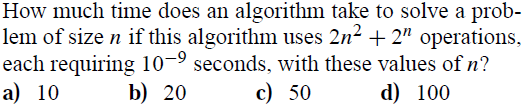 How much time does an algorithm take to solve a prob-
lem of size n if this algorithm uses 2n² + 2ⁿ operations,
each requiring 10⁻⁹ seconds, with these values of n?
a) 10 b) 20 c) 50 d) 100